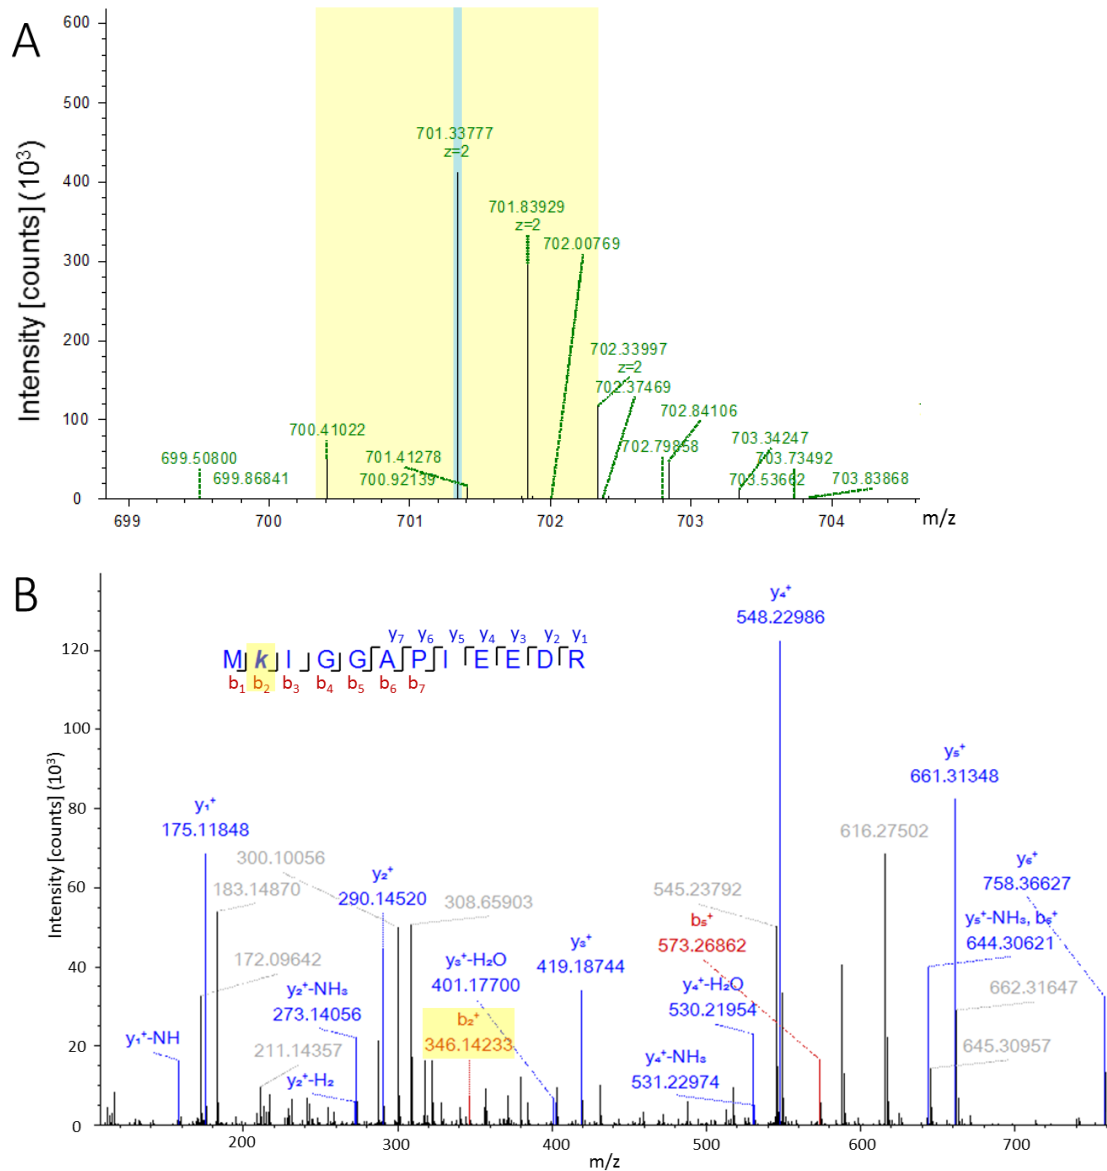 A
Intensity [counts] (10³)
600
500
400
300
200
100
0
701.33777
z=2
701.83929
z=2
702.00769
702.33997
z=2
702.37469
702.84106
700.41022
701.41278
702.79858
703.34247
699.50800
703.73492
699.86841
700.92139
703.53662
703.83868
699
700
701
702
703
704
m/z
B
Intensity [counts] (10³)
120
100
80
60
40
20
0
y₇ y₆ y₅ y₄ y₃ y₂ y₁
M k I G G A P I E E D R
b₁ b₂ b₃ b₄ b₅ b₆ b₇
y₄⁺
548.22986
y₅⁺
661.31348
y₁⁺
175.11848
300.10056
616.27502
183.14870
y₂⁺
290.14520
308.65903
545.23792
y₆⁺
758.36627
b₅⁺
573.26862
y₅⁺-NH₃, b₆⁺
644.30621
172.09642
y₃⁺-H₂O
401.17700
y₃⁺
419.18744
y₂⁺-NH₃
273.14056
y₄⁺-H₂O
530.21954
662.31647
b₂⁺
346.14233
y₁⁺-NH
211.14357
y₂⁺-H₂
y₄⁺-NH₃
531.22974
645.30957
200
300
400
500
600
700
m/z